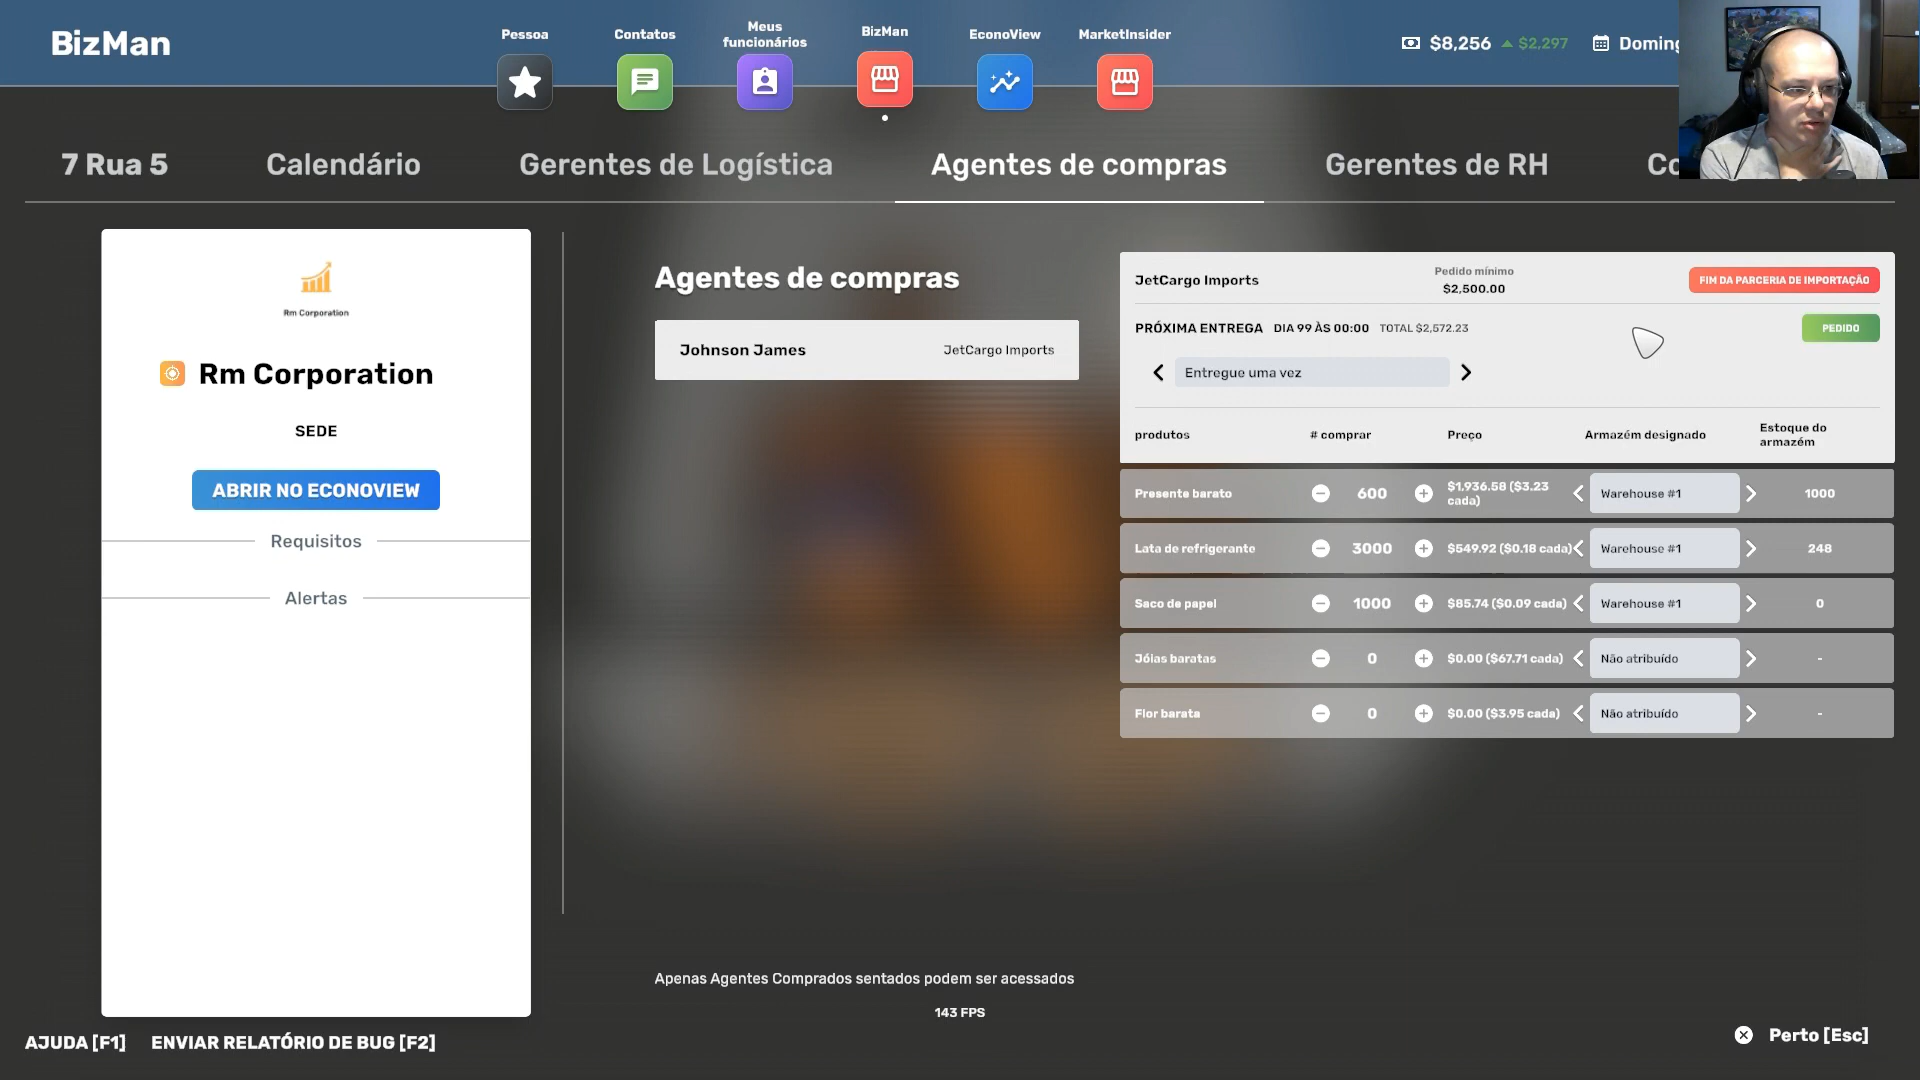 BizMan
Pessoa
Contatos
Meus
funcionários
BizMan
EconoView
MarketInsider
$8,256
$2,297
Doming
7 Rua 5
Calendário
Gerentes de Logística
Agentes de compras
Gerentes de RH
Rm Corporation
Rm Corporation
SEDE
ABRIR NO ECONOVIEW
Requisitos
Alertas
Agentes de compras
Johnson James
JetCargo Imports
JetCargo Imports
Pedido mínimo
$2,500.00
FIM DA PARCERIA DE IMPORTAÇÃO
PRÓXIMA ENTREGA DIA 99 ÀS 00:00 TOTAL $2,572.23
PEDIDO
Entregue uma vez
produtos
# comprar
Preço
Armazém designado
Estoque do
armazém
Presente barato
600
$1,936.58 ($3.23
cada)
Warehouse #1
1000
Lata de refrigerante
3000
$549.92 ($0.18 cada)
Warehouse #1
248
Saco de papel
1000
$85.74 ($0.09 cada)
Warehouse #1
0
Jóias baratas
0
$0.00 ($67.71 cada)
Não atribuído
-
Flor barata
0
$0.00 ($3.95 cada)
Não atribuído
-
Apenas Agentes Comprados sentados podem ser acessados
143 FPS
AJUDA [F1]
ENVIAR RELATÓRIO DE BUG [F2]
Perto [Esc]